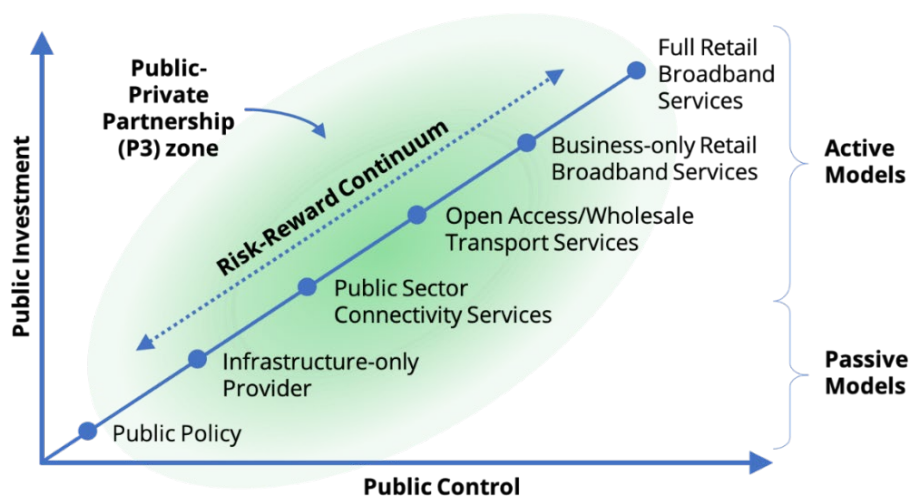 Public-
Private
Partnership
(P3) zone
Full Retail
Broadband
Services
Business-only Retail
Broadband Services
Active
Models
Risk-Reward Continuum
Open Access/Wholesale
Transport Services
Public Investment
Public Sector
Connectivity Services
Infrastructure-only
Provider
Passive
Models
Public Policy
Public Control